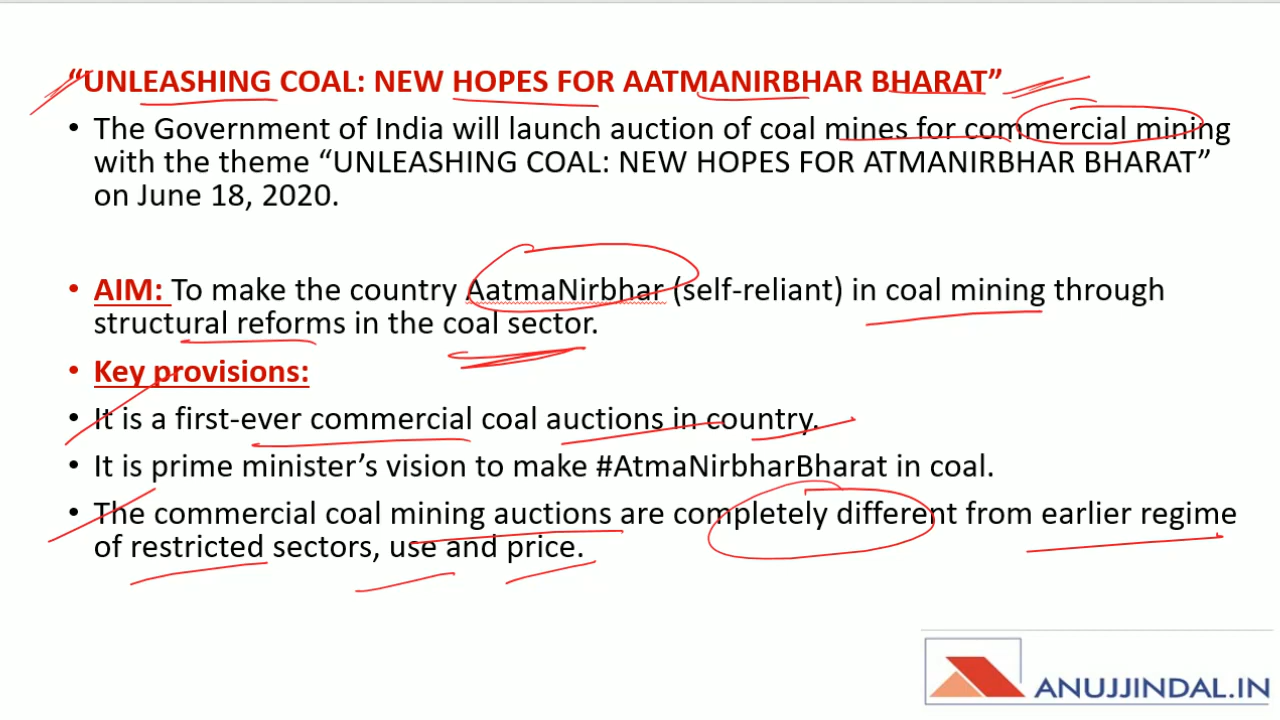 “UNLEASHING COAL: NEW HOPES FOR AATMANIRBHAR BHARAT”
• The Government of India will launch auction of coal mines for commercial mining
with the theme “UNLEASHING COAL: NEW HOPES FOR ATMANIRBHAR BHARAT”
on June 18, 2020.
• AIM: To make the country AatmaNirbhar (self-reliant) in coal mining through
structural reforms in the coal sector.
• Key provisions:
• It is a first-ever commercial coal auctions in country.
• It is prime minister’s vision to make #AtmaNirbharBharat in coal.
• The commercial coal mining auctions are completely different from earlier regime
of restricted sectors, use and price.
ANUJJINDAL.IN